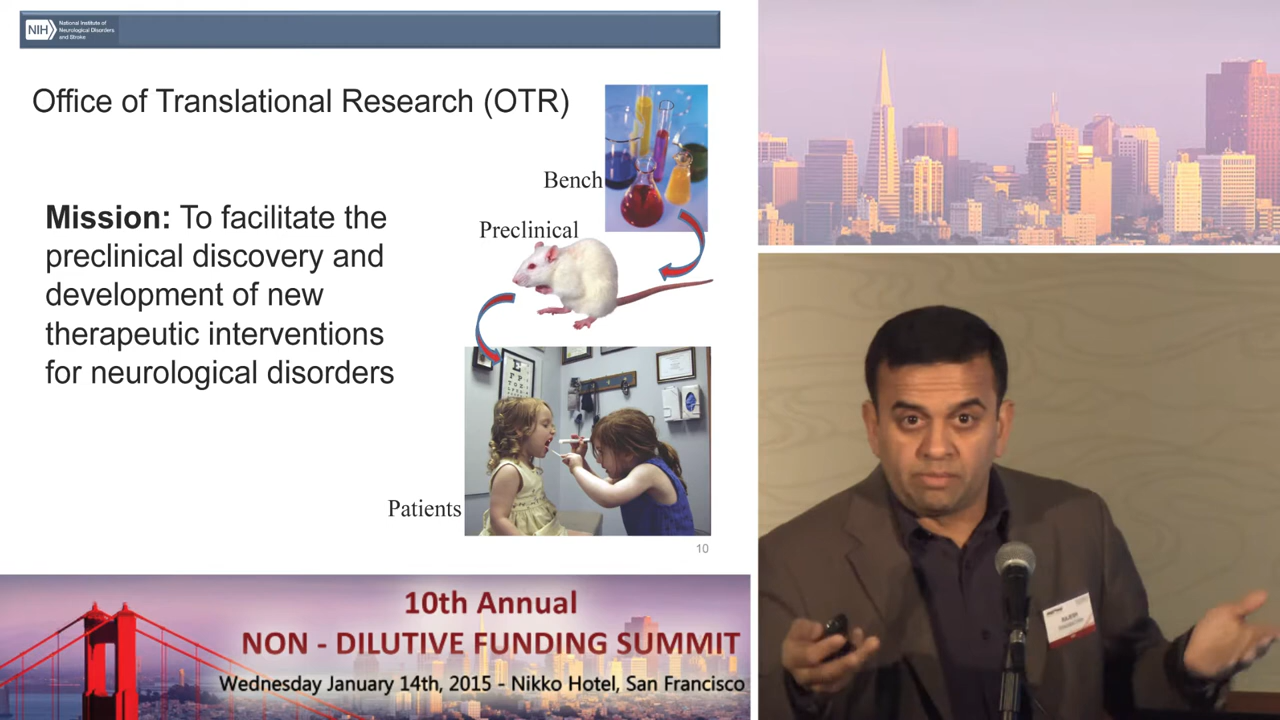 NIH
National Institute of
Neurological Disorders
and Stroke
Office of Translational Research (OTR)
Bench
Preclinical
Mission: To facilitate the
preclinical discovery and
development of new
therapeutic interventions
for neurological disorders
Patients
10
10th Annual
NON - DILUTIVE FUNDING SUMMIT
Wednesday January 14th, 2015 - Nikko Hotel, San Francisco